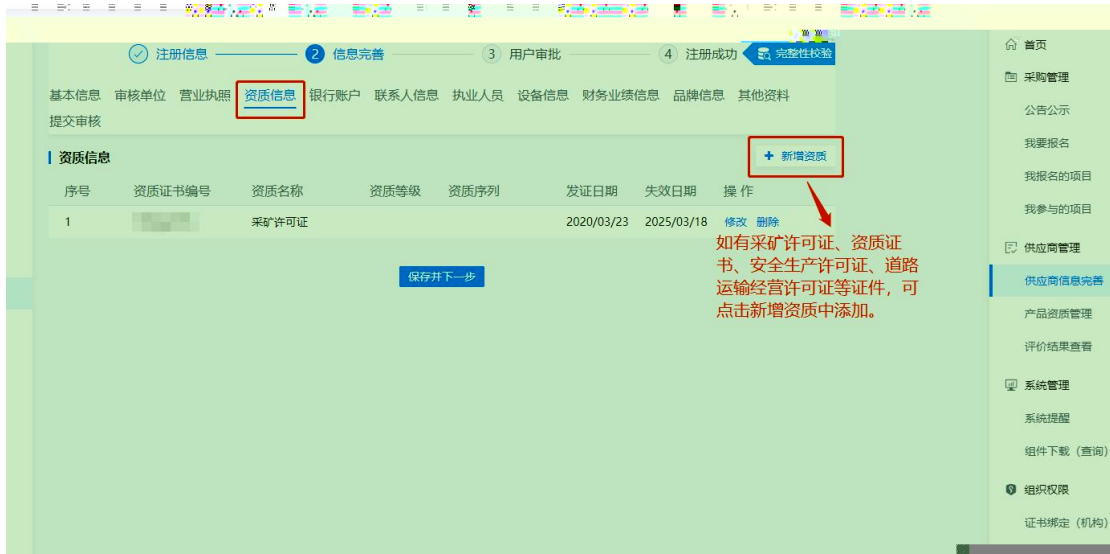 注册信息
2 信息完善
3 用户审批
4 注册成功
完整性校验
基本信息 审核单位 营业执照 资质信息 银行账户 联系人信息 执业人员 设备信息 财务业绩信息 品牌信息 其他资料
提交审核
资质信息
+ 新增资质
序号 资质证书编号 资质名称 资质等级 资质序列 发证日期 失效日期 操作
1 采矿许可证 2020/03/23 2025/03/18 修改 删除
如有采矿许可证、资质证
书、安全生产许可证、道路
运输经营许可证等证件，可
点击新增资质中添加。
保存并下一步
首页
采购管理
公告公示
我要报名
我报名的项目
我参与的项目
供应商管理
供应商信息完善
产品资质管理
评价结果查看
系统管理
系统提醒
组件下载（查询）
组织权限
证书绑定（机构）